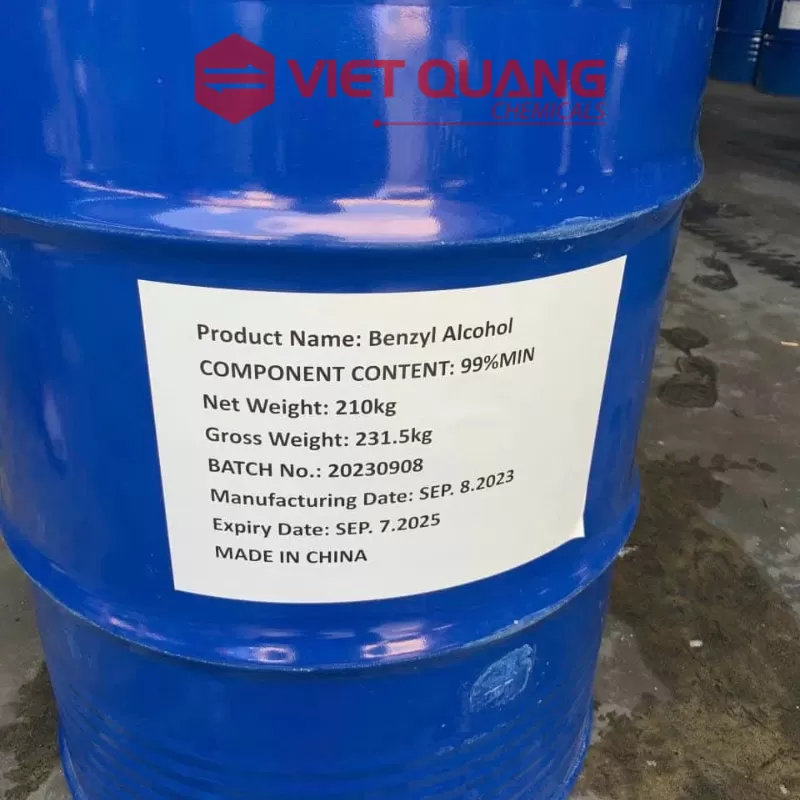 VIET QUANG
CHEMICALS
Product Name: Benzyl Alcohol
COMPONENT CONTENT: 99%MIN
Net Weight: 210kg
Gross Weight: 231.5kg
BATCH No.: 20230908
Manufacturing Date: SEP. 8.2023
Expiry Date: SEP. 7.2025
MADE IN CHINA